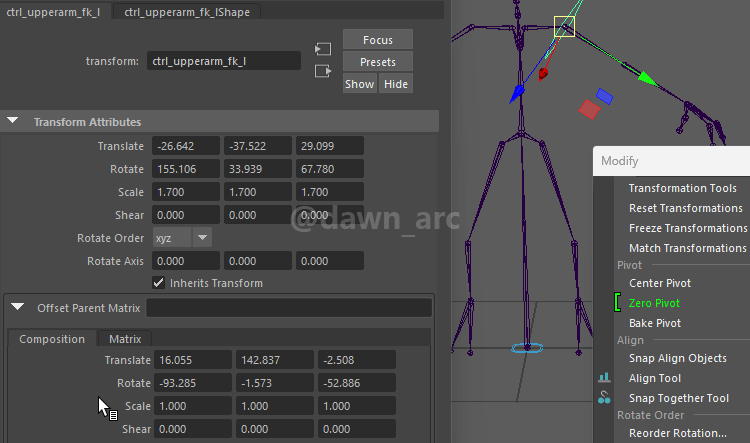 ctrl_upperarm_fk_l ctrl_upperarm_fk_lShape
transform: ctrl_upperarm_fk_l
Focus
Presets
Show Hide
Transform Attributes
Translate -26.642 -37.522 29.099
Rotate 155.106 33.939 67.780
Scale 1.700 1.700 1.700
Shear 0.000 0.000 0.000
Rotate Order xyz
Rotate Axis 0.000 0.000 0.000
Inherits Transform
Offset Parent Matrix
Composition Matrix
Translate 16.055 142.837 -2.508
Rotate -93.285 -1.573 -52.886
Scale 1.000 1.000 1.000
Shear 0.000 0.000 0.000
@dawn_arc
Modify
Transformation Tools
Reset Transformations
Freeze Transformations
Match Transformations
Pivot
Center Pivot
Zero Pivot
Bake Pivot
Align
Snap Align Objects
Align Tool
Snap Together Tool
Rotate Order
Reorder Rotation...